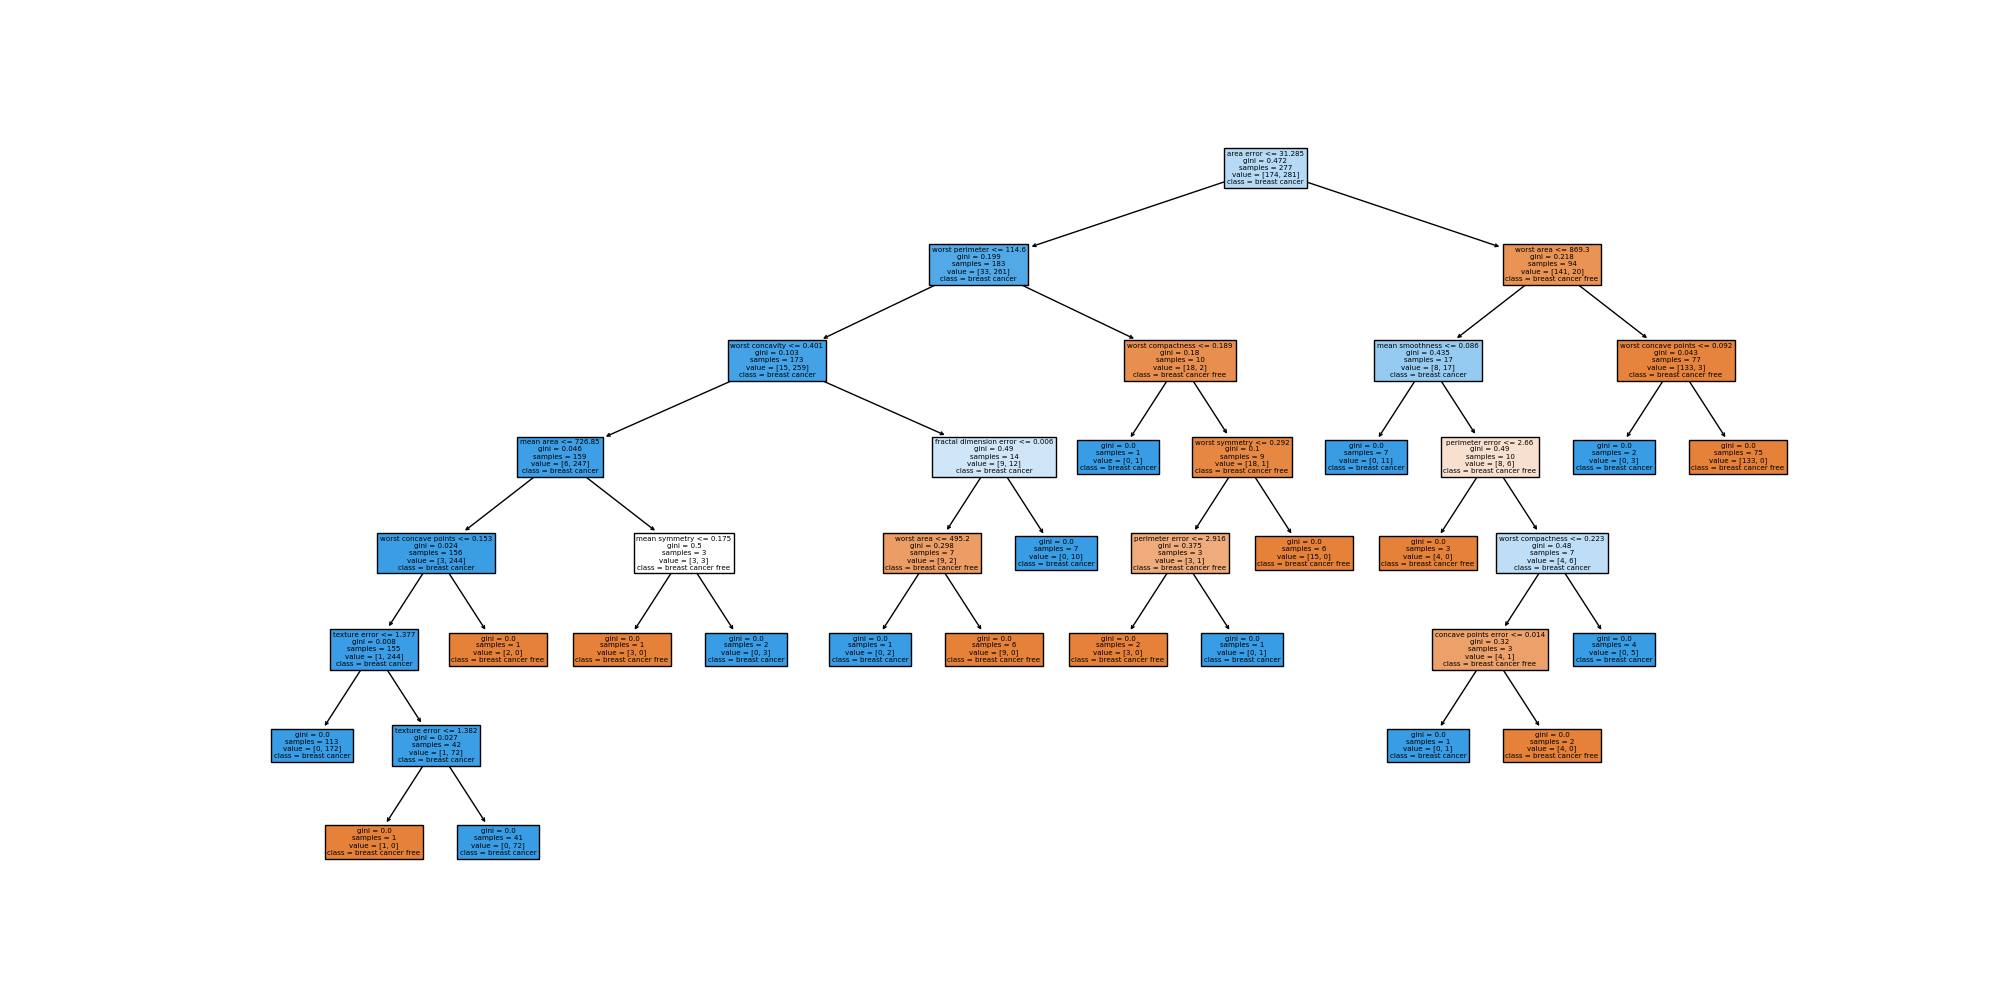 area error <= 31.285
gini = 0.472
samples = 277
value = [174, 281]
class = breast cancer
worst perimeter <= 114.6
gini = 0.199
samples = 183
value = [33, 261]
class = breast cancer
worst area <= 869.3
gini = 0.218
samples = 94
value = [141, 20]
class = breast cancer free
worst concavity <= 0.401
gini = 0.103
samples = 173
value = [15, 259]
class = breast cancer
worst compactness <= 0.189
gini = 0.18
samples = 10
value = [18, 2]
class = breast cancer free
mean smoothness <= 0.086
gini = 0.435
samples = 17
value = [8, 17]
class = breast cancer
worst concave points <= 0.092
gini = 0.043
samples = 77
value = [133, 3]
class = breast cancer free
mean area <= 726.85
gini = 0.046
samples = 159
value = [6, 247]
class = breast cancer
fractal dimension error <= 0.006
gini = 0.49
samples = 14
value = [9, 12]
class = breast cancer
gini = 0.0
samples = 1
value = [0, 1]
class = breast cancer
worst symmetry <= 0.292
gini = 0.1
samples = 9
value = [18, 1]
class = breast cancer free
gini = 0.0
samples = 7
value = [0, 11]
class = breast cancer
perimeter error <= 2.66
gini = 0.49
samples = 10
value = [8, 6]
class = breast cancer free
gini = 0.0
samples = 2
value = [0, 3]
class = breast cancer
gini = 0.0
samples = 75
value = [133, 0]
class = breast cancer free
worst concave points <= 0.153
gini = 0.024
samples = 156
value = [3, 244]
class = breast cancer
mean symmetry <= 0.175
gini = 0.5
samples = 3
value = [3, 3]
class = breast cancer free
worst area <= 495.2
gini = 0.298
samples = 7
value = [9, 2]
class = breast cancer free
gini = 0.0
samples = 7
value = [0, 10]
class = breast cancer
perimeter error <= 2.916
gini = 0.375
samples = 3
value = [3, 1]
class = breast cancer free
gini = 0.0
samples = 6
value = [15, 0]
class = breast cancer free
gini = 0.0
samples = 3
value = [4, 0]
class = breast cancer free
worst compactness <= 0.223
gini = 0.48
samples = 7
value = [4, 6]
class = breast cancer
texture error <= 1.377
gini = 0.008
samples = 155
value = [1, 244]
class = breast cancer
gini = 0.0
samples = 1
value = [2, 0]
class = breast cancer free
gini = 0.0
samples = 1
value = [3, 0]
class = breast cancer free
gini = 0.0
samples = 2
value = [0, 3]
class = breast cancer
gini = 0.0
samples = 1
value = [0, 2]
class = breast cancer
gini = 0.0
samples = 6
value = [9, 0]
class = breast cancer free
gini = 0.0
samples = 2
value = [3, 0]
class = breast cancer free
gini = 0.0
samples = 1
value = [0, 1]
class = breast cancer
concave points error <= 0.014
gini = 0.32
samples = 3
value = [4, 1]
class = breast cancer free
gini = 0.0
samples = 4
value = [0, 5]
class = breast cancer
gini = 0.0
samples = 113
value = [0, 172]
class = breast cancer
texture error <= 1.382
gini = 0.027
samples = 42
value = [1, 72]
class = breast cancer
gini = 0.0
samples = 1
value = [0, 1]
class = breast cancer
gini = 0.0
samples = 2
value = [4, 0]
class = breast cancer free
gini = 0.0
samples = 1
value = [1, 0]
class = breast cancer free
gini = 0.0
samples = 41
value = [0, 72]
class = breast cancer